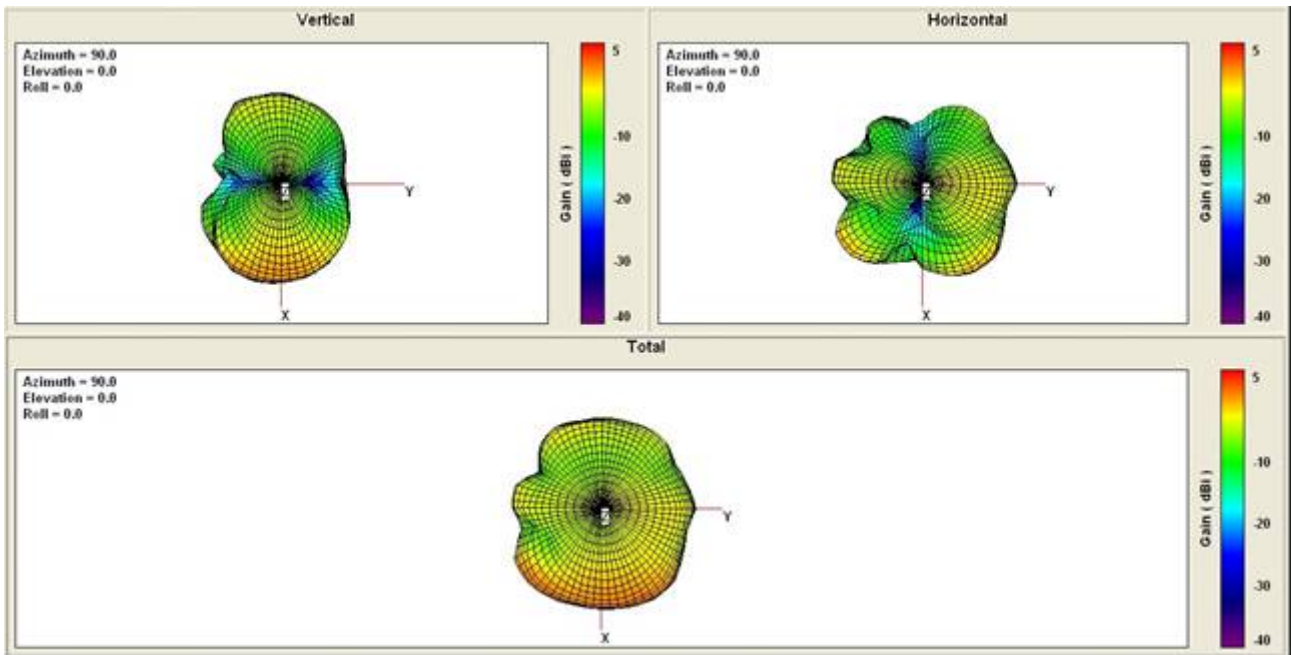 Vertical
Azimuth = 90.0
Elevation = 0.0
Roll = 0.0
Y
X
5
-10
-20
-30
-40
Gain ( dBi )
Horizontal
Azimuth = 90.0
Elevation = 0.0
Roll = 0.0
Y
X
5
-10
-20
-30
-40
Gain ( dBi )
Total
Azimuth = 90.0
Elevation = 0.0
Roll = 0.0
Y
X
5
-10
-20
-30
-40
Gain ( dBi )